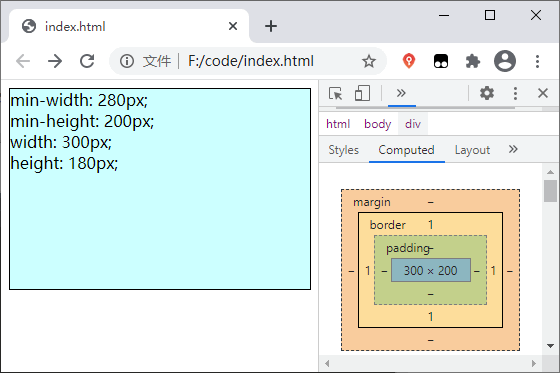 index.html
文件 F:/code/index.html
min-width: 280px;
min-height: 200px;
width: 300px;
height: 180px;
html body div
Styles Computed Layout
margin –
border 1
padding –
– 1 – 300 × 200 – 1 –
–
1
–